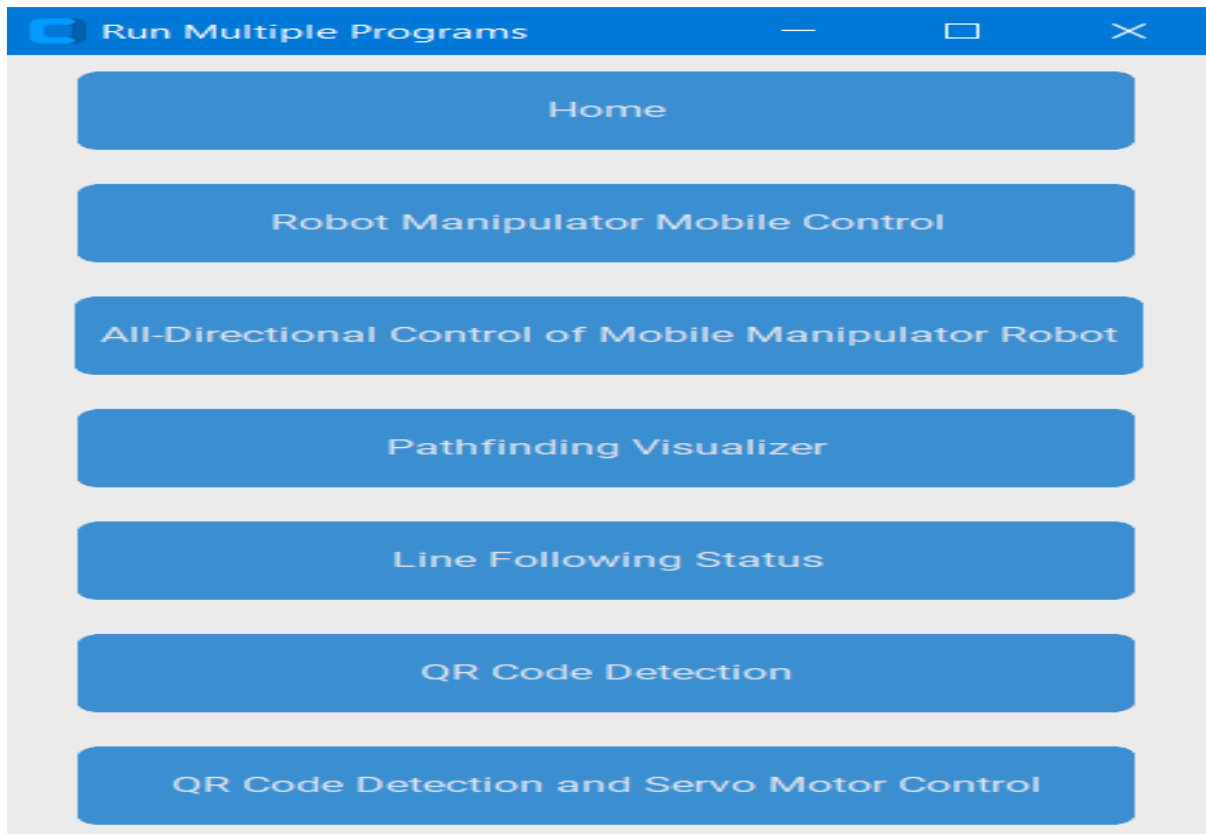 Run Multiple Programs
Home
Robot Manipulator Mobile Control
All-Directional Control of Mobile Manipulator Robot
Pathfinding Visualizer
Line Following Status
QR Code Detection
QR Code Detection and Servo Motor Control